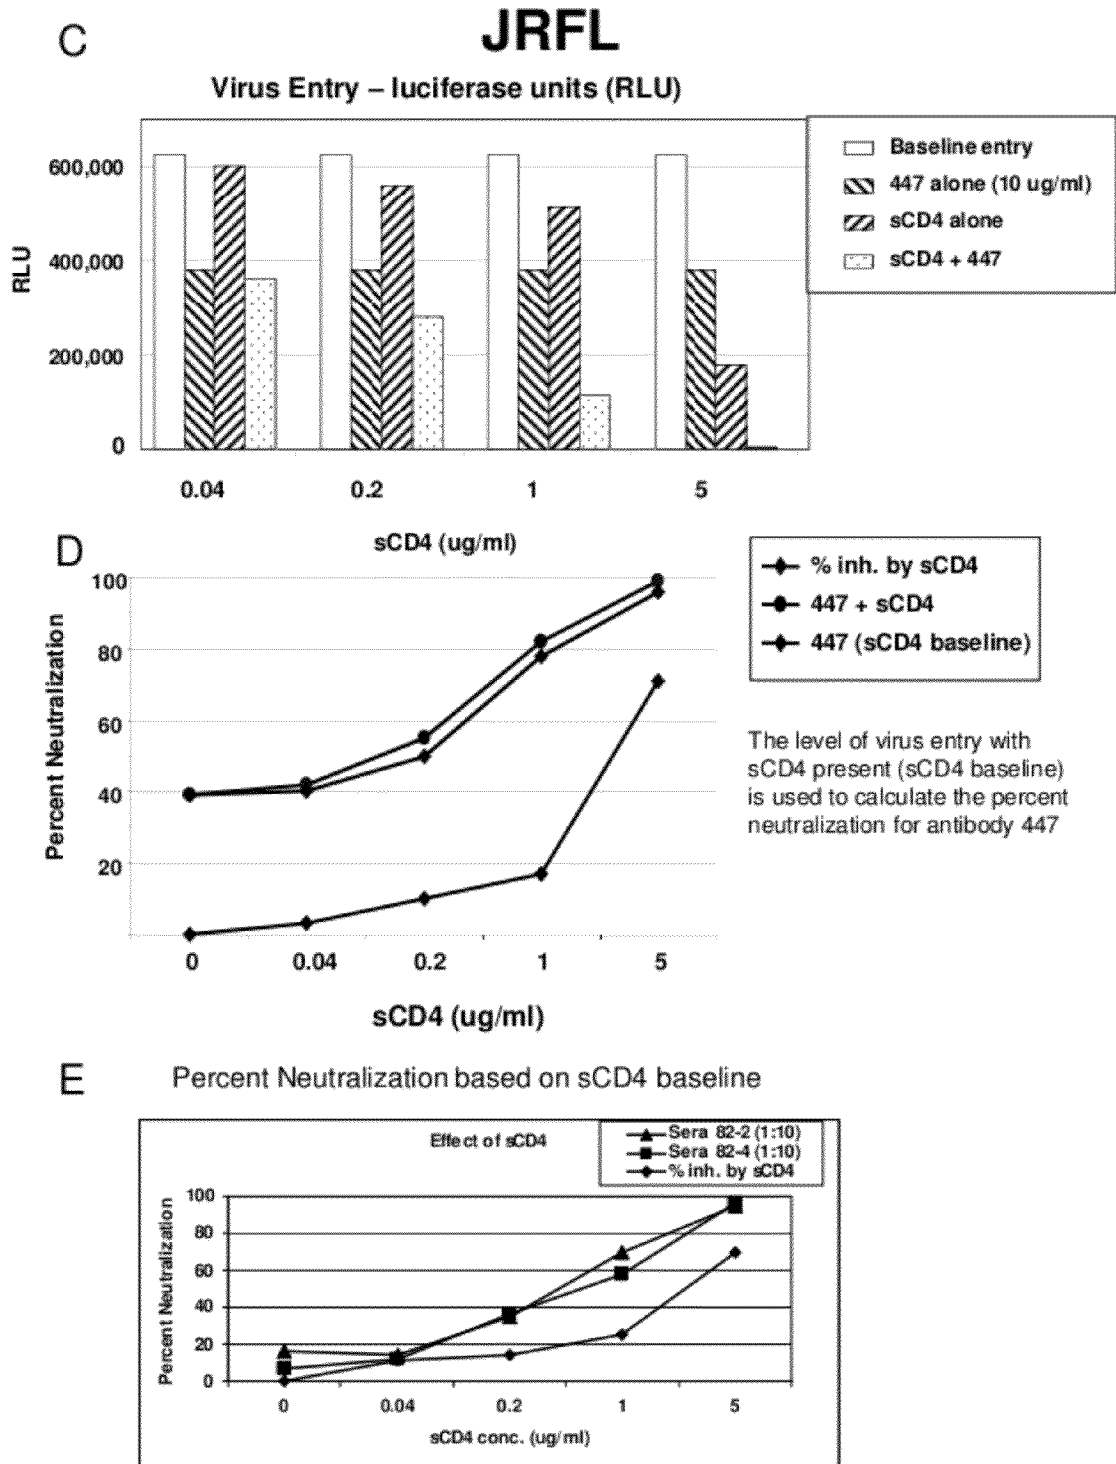 C
JRFL
Virus Entry – luciferase units (RLU)
600,000
400,000
200,000
0
RLU
Baseline entry
447 alone (10 ug/ml)
sCD4 alone
sCD4 + 447
0.04 0.2 1 5
sCD4 (ug/ml)
D
100
80
60
40
20
Percent Neutralization
0 0.04 0.2 1 5
sCD4 (ug/ml)
% inh. by sCD4
447 + sCD4
447 (sCD4 baseline)
The level of virus entry with
sCD4 present (sCD4 baseline)
is used to calculate the percent
neutralization for antibody 447
E
Percent Neutralization based on sCD4 baseline
Effect of sCD4
Sera 82-2 (1:10)
Sera 82-4 (1:10)
% inh. by sCD4
100
80
60
40
20
0
Percent Neutralization
0 0.04 0.2 1 5
sCD4 conc. (ug/ml)